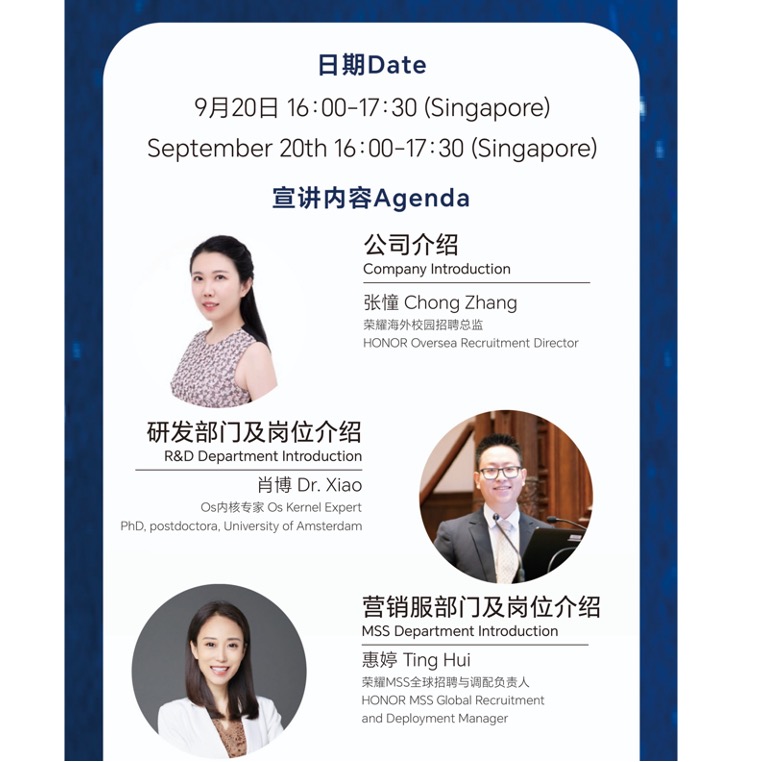 日期Date
9月20日 16:00-17:30 (Singapore)
September 20th 16:00-17:30 (Singapore)
宣讲内容Agenda
公司介绍
Company Introduction
张憧 Chong Zhang
荣耀海外校园招聘总监
HONOR Oversea Recruitment Director
研发部门及岗位介绍
R&D Department Introduction
肖博 Dr. Xiao
Os内核专家 Os Kernel Expert
PhD, postdoctora, University of Amsterdam
营销服部门及岗位介绍
MSS Department Introduction
惠婷 Ting Hui
荣耀MSS全球招聘与调配负责人
HONOR MSS Global Recruitment
and Deployment Manager